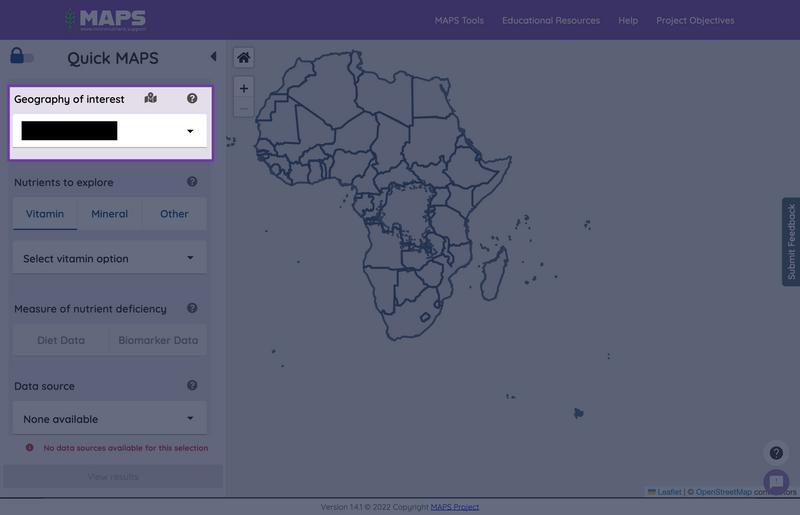 MAPS
www.micronutrient.support
MAPS Tools
Educational Resources
Help
Project Objectives
Quick MAPS
Geography of interest
Nutrients to explore
Vitamin
Mineral
Other
Select vitamin option
Measure of nutrient deficiency
Diet Data
Biomarker Data
Data source
None available
No data sources available for this selection
View results
+
−
Submit Feedback
Leaflet | © OpenStreetMap contributors
Version 1.4.1 © 2022 Copyright MAPS Project